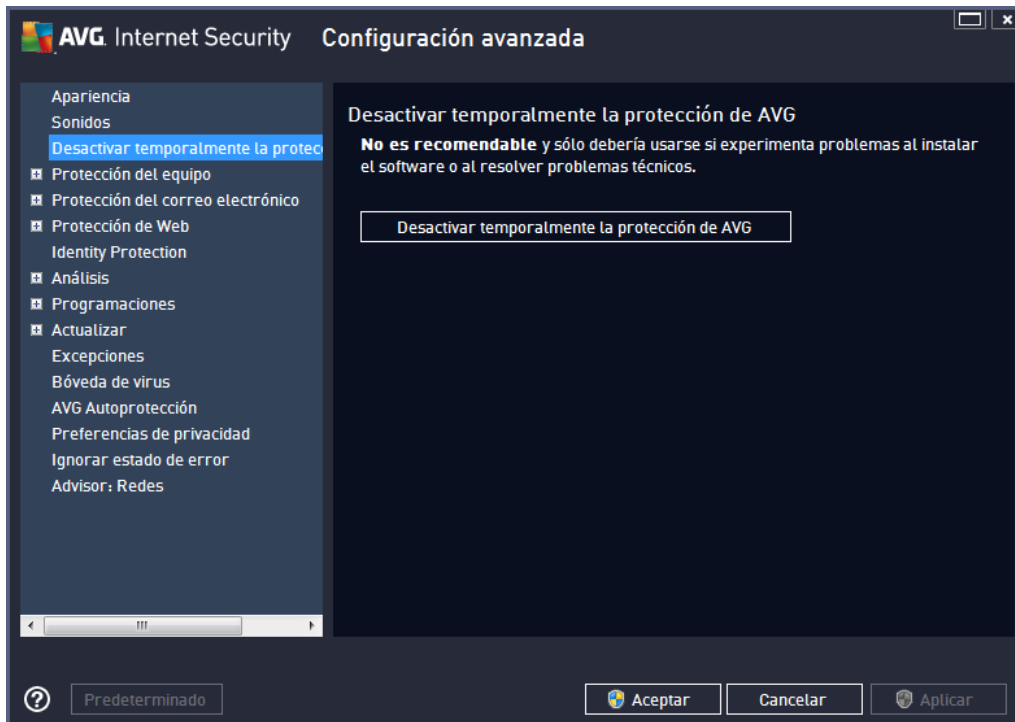 AVG. Internet Security Configuración avanzada
Apariencia
Sonidos
Desactivar temporalmente la protec
Protección del equipo
Protección del correo electrónico
Protección de Web
Identity Protection
Análisis
Programaciones
Actualizar
Excepciones
Bóveda de virus
AVG Autoprotección
Preferencias de privacidad
Ignorar estado de error
Advisor: Redes
Desactivar temporalmente la protección de AVG
No es recomendable y sólo debería usarse si experimenta problemas al instalar
el software o al resolver problemas técnicos.
Desactivar temporalmente la protección de AVG
Predeterminado
Aceptar
Cancelar
Aplicar